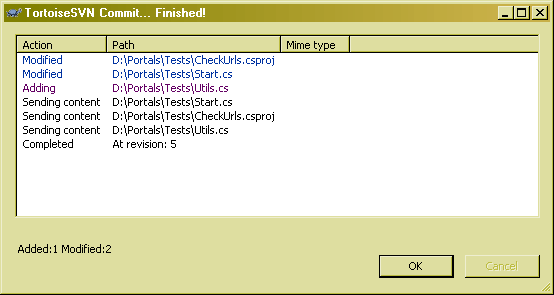 TortoiseSVN Commit... Finished!
Action Path Mime type
Modified D:\Portals\Tests\CheckUrls.csproj
Modified D:\Portals\Tests\Start.cs
Adding D:\Portals\Tests\Utils.cs
Sending content D:\Portals\Tests\Start.cs
Sending content D:\Portals\Tests\CheckUrls.csproj
Sending content D:\Portals\Tests\Utils.cs
Completed At revision: 5
Added:1 Modified:2
OK Cancel